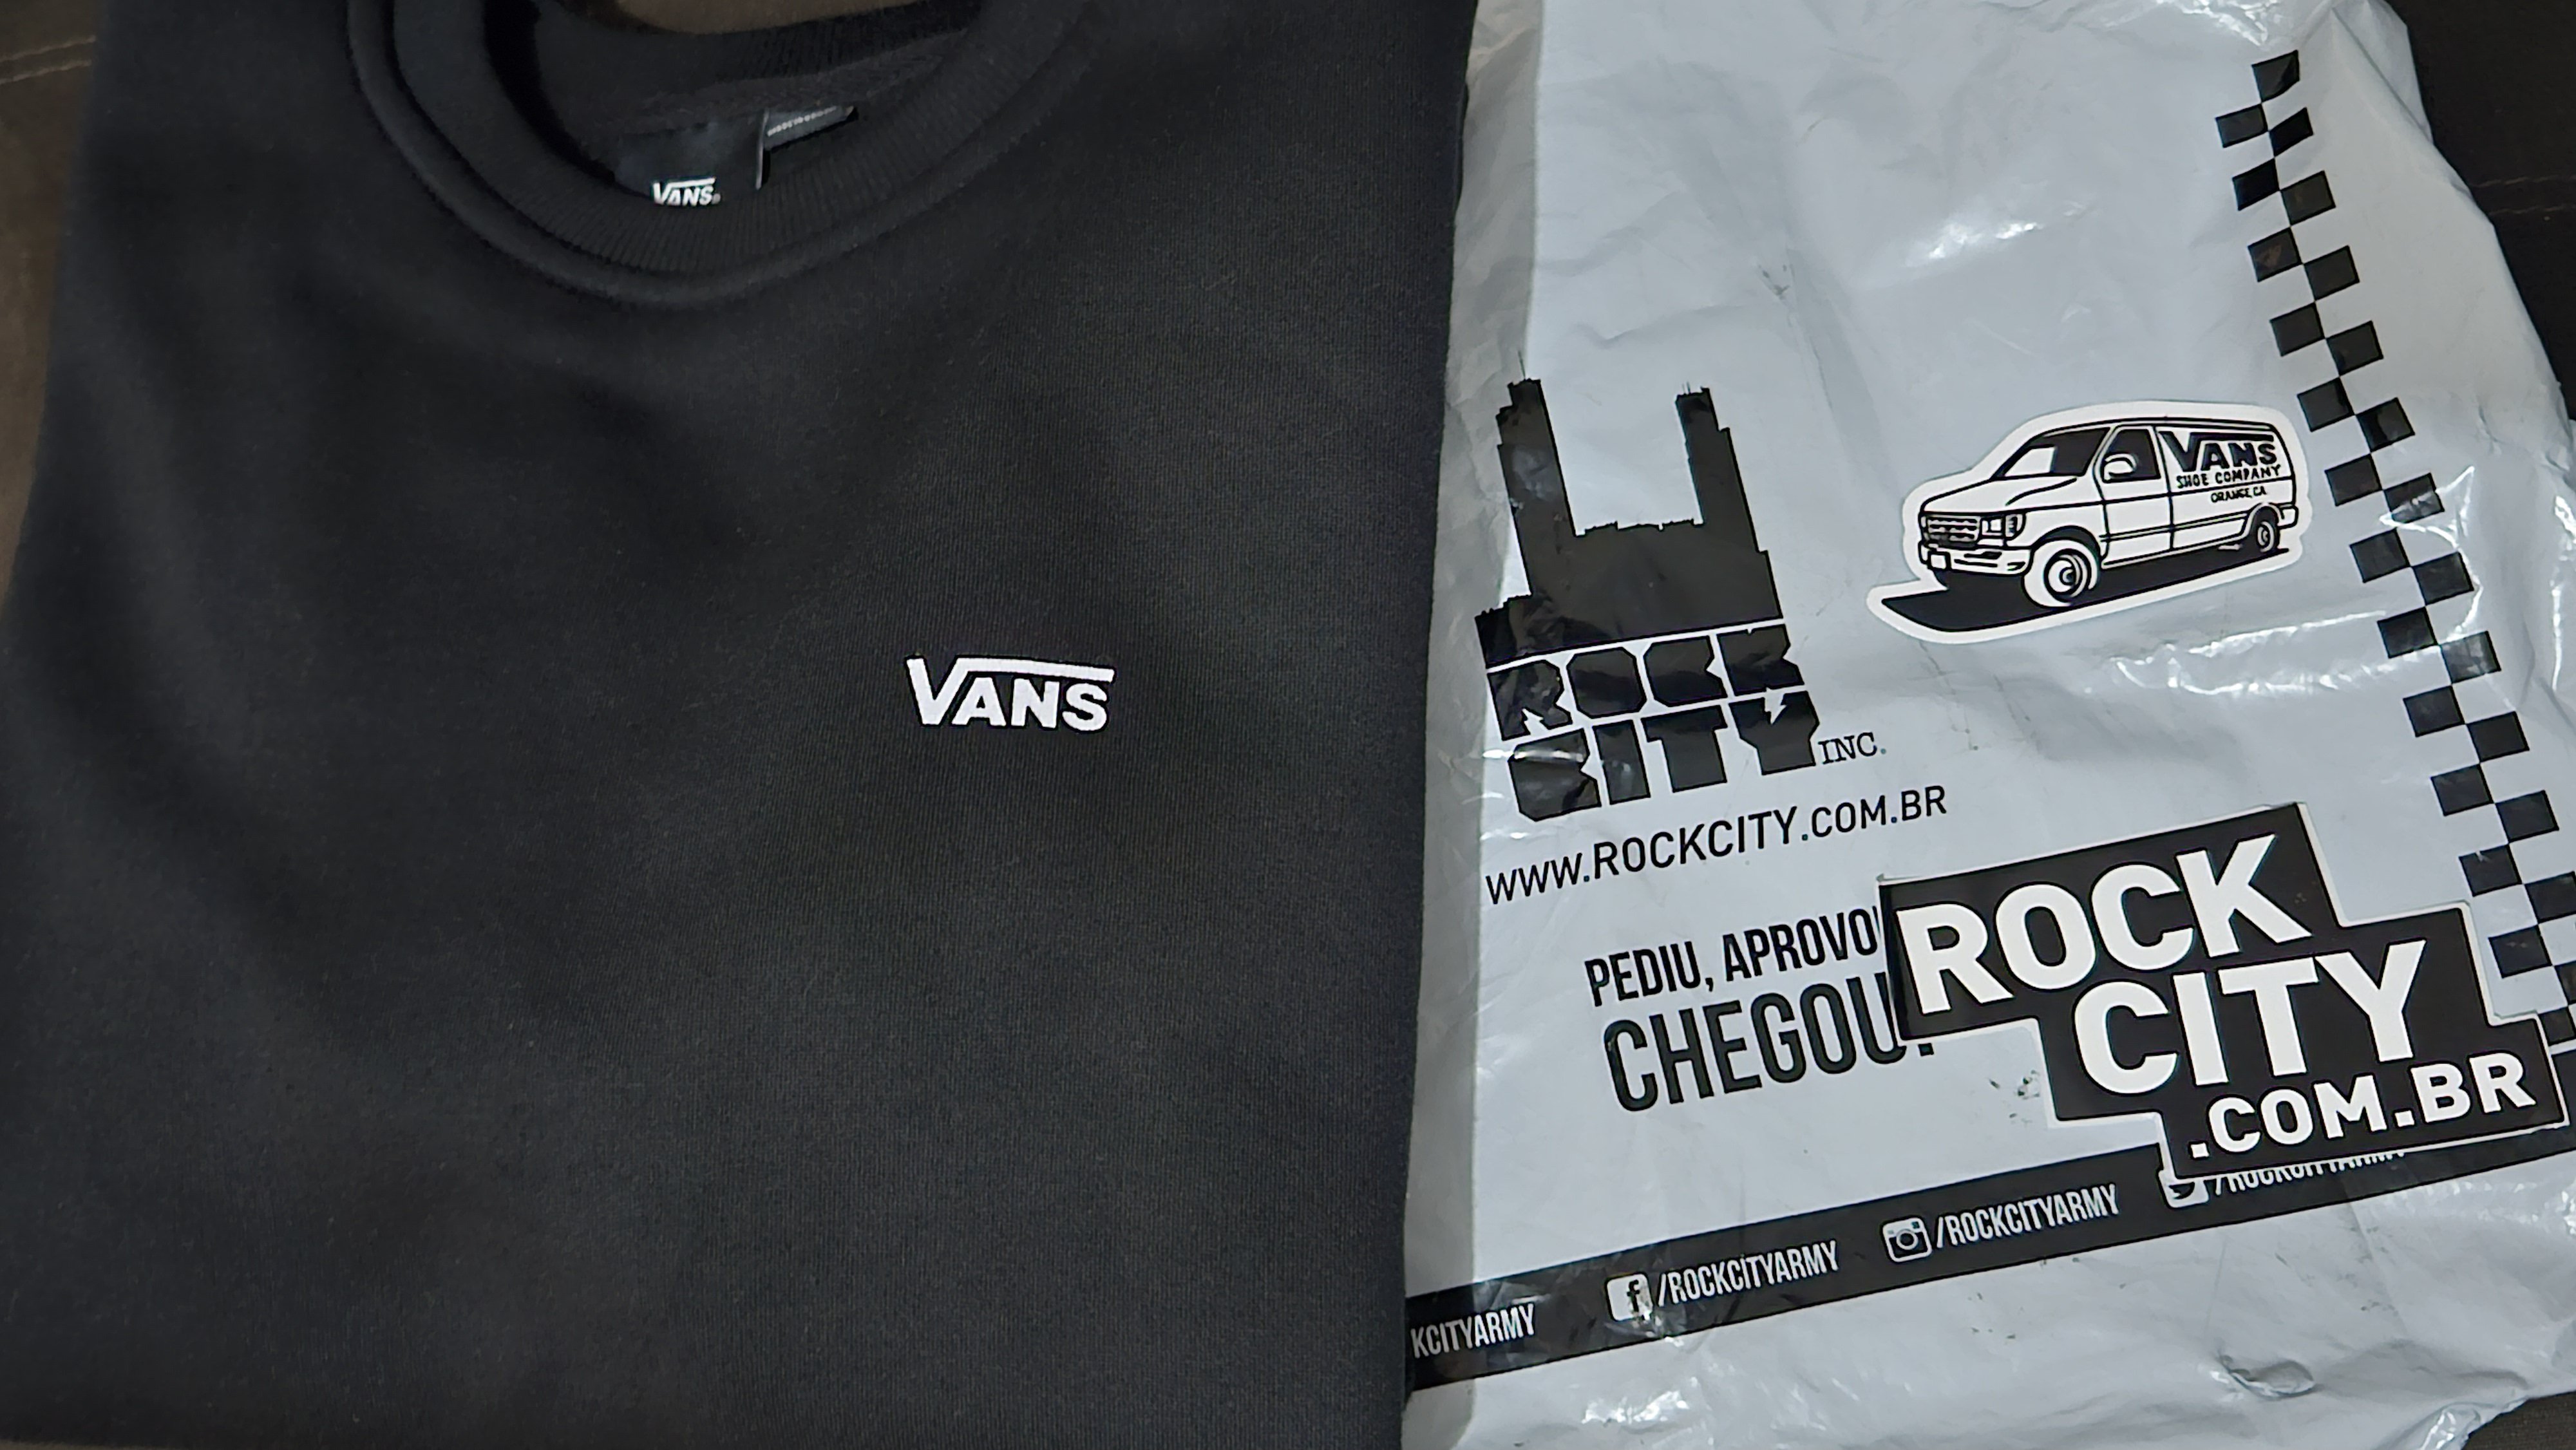 VANS
VANS
VANS
SHOE COMPANY
ORANGE, CA
ROCK
CITY INC.
WWW.ROCKCITY.COM.BR
PEDIU, APROVOU
CHEGOU!
ROCK
CITY
.COM.BR
KCITYARMY /ROCKCITYARMY /ROCKCITYARMY /ROCKCITYARMY